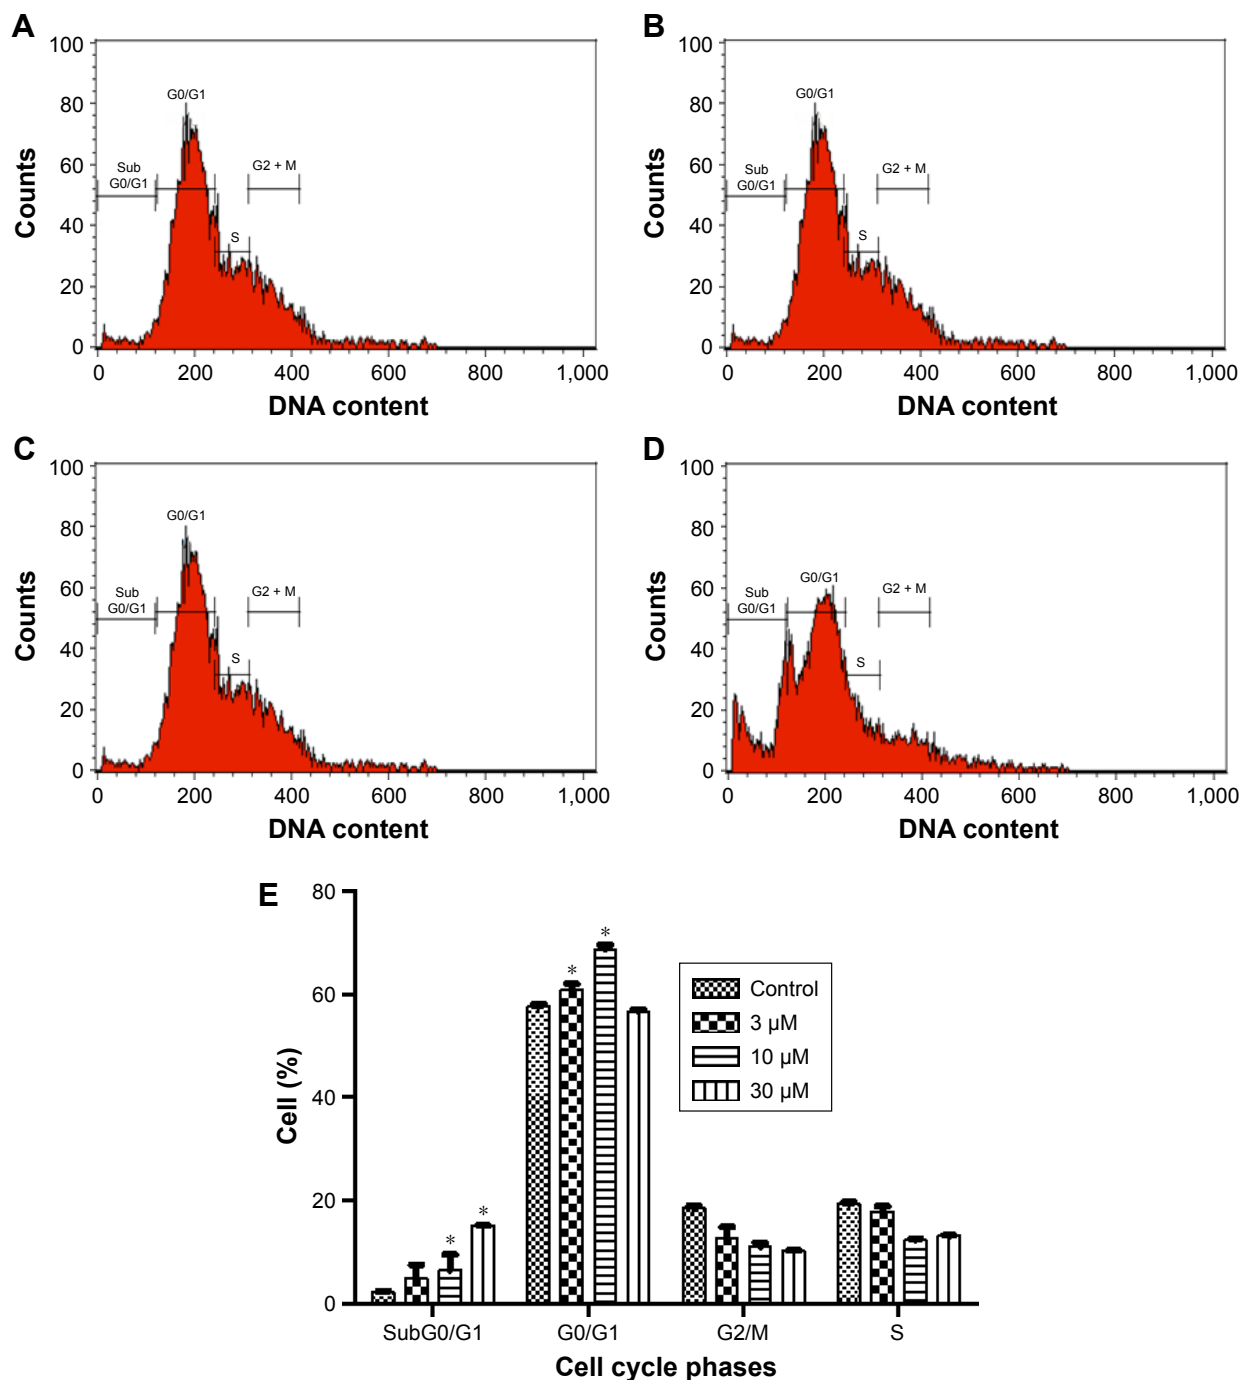 A
100
80
60
40
20
0
Counts
G0/G1
Sub
G0/G1
G2 + M
S
0 200 400 600 800 1,000
DNA content
B
100
80
60
40
20
0
Counts
G0/G1
Sub
G0/G1
G2 + M
S
0 200 400 600 800 1,000
DNA content
C
100
80
60
40
20
0
Counts
G0/G1
Sub
G0/G1
G2 + M
S
0 200 400 600 800 1,000
DNA content
D
100
80
60
40
20
0
Counts
G0/G1
Sub
G0/G1
G2 + M
S
0 200 400 600 800 1,000
DNA content
E
80
60
40
20
0
Cell (%)
*
*
*
*
Control
3 µM
10 µM
30 µM
SubG0/G1 G0/G1 G2/M S
Cell cycle phases